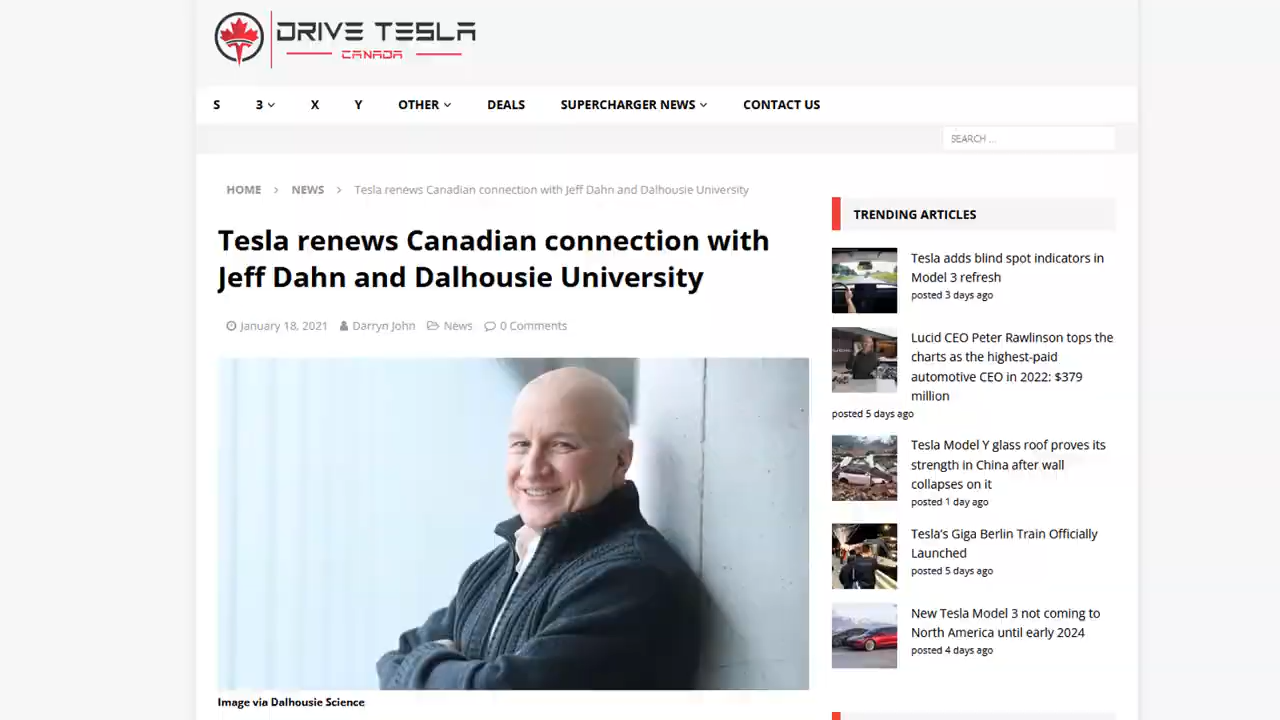 DRIVE TESLA
CANADA
S 3 X Y OTHER DEALS SUPERCHARGER NEWS CONTACT US
SEARCH ...
HOME > NEWS > Tesla renews Canadian connection with Jeff Dahn and Dalhousie University
Tesla renews Canadian connection with
Jeff Dahn and Dalhousie University
January 18, 2021 Darryn John News 0 Comments
Image via Dalhousie Science
TRENDING ARTICLES
Tesla adds blind spot indicators in
Model 3 refresh
posted 3 days ago
Lucid CEO Peter Rawlinson tops the
charts as the highest-paid
automotive CEO in 2022: $379
million
posted 5 days ago
Tesla Model Y glass roof proves its
strength in China after wall
collapses on it
posted 1 day ago
Tesla's Giga Berlin Train Officially
Launched
posted 5 days ago
New Tesla Model 3 not coming to
North America until early 2024
posted 4 days ago